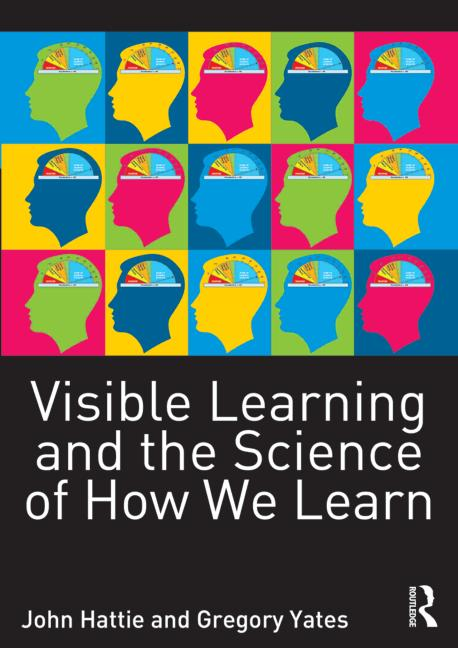 Visible Learning
and the Science
of How We Learn
John Hattie and Gregory Yates
ROUTLEDGE